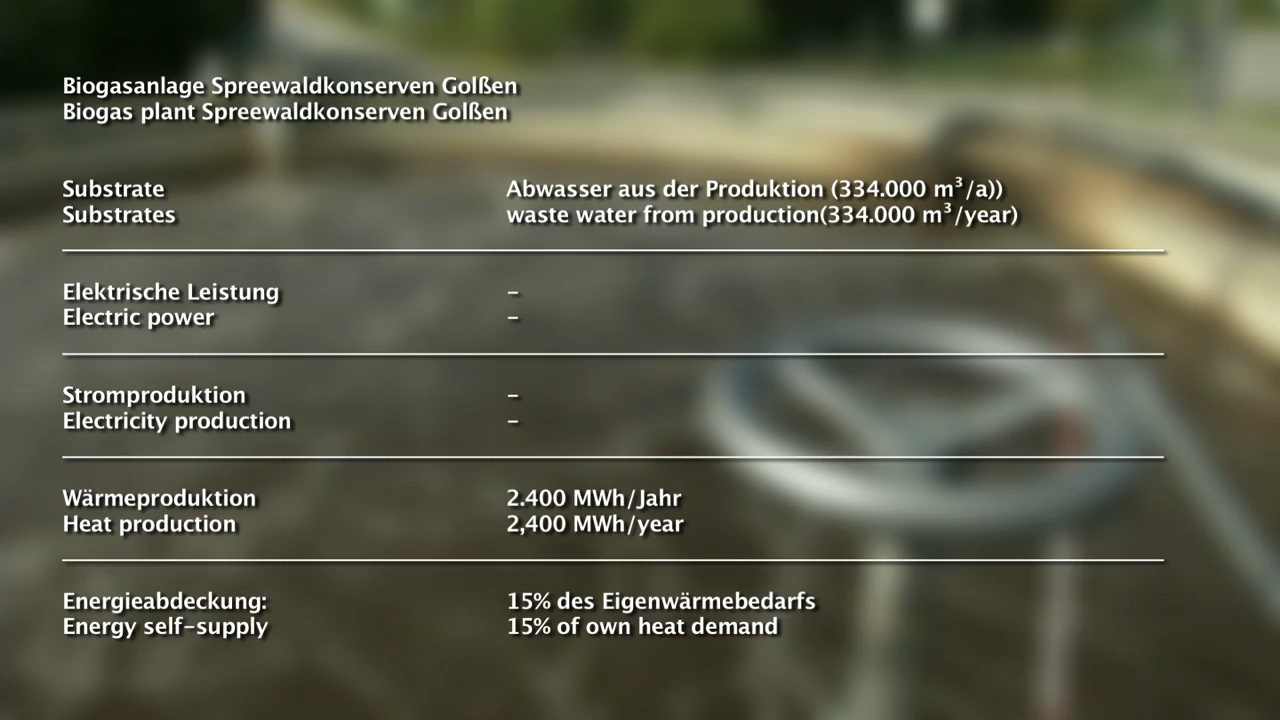 Biogasanlage Spreewaldkonserven Golßen
Biogas plant Spreewaldkonserven Golßen
Substrate Abwasser aus der Produktion (334.000 m³/a))
Substrates waste water from production(334.000 m³/year)
Elektrische Leistung –
Electric power –
Stromproduktion –
Electricity production –
Wärmeproduktion 2.400 MWh/Jahr
Heat production 2,400 MWh/year
Energieabdeckung: 15% des Eigenwärmebedarfs
Energy self–supply 15% of own heat demand